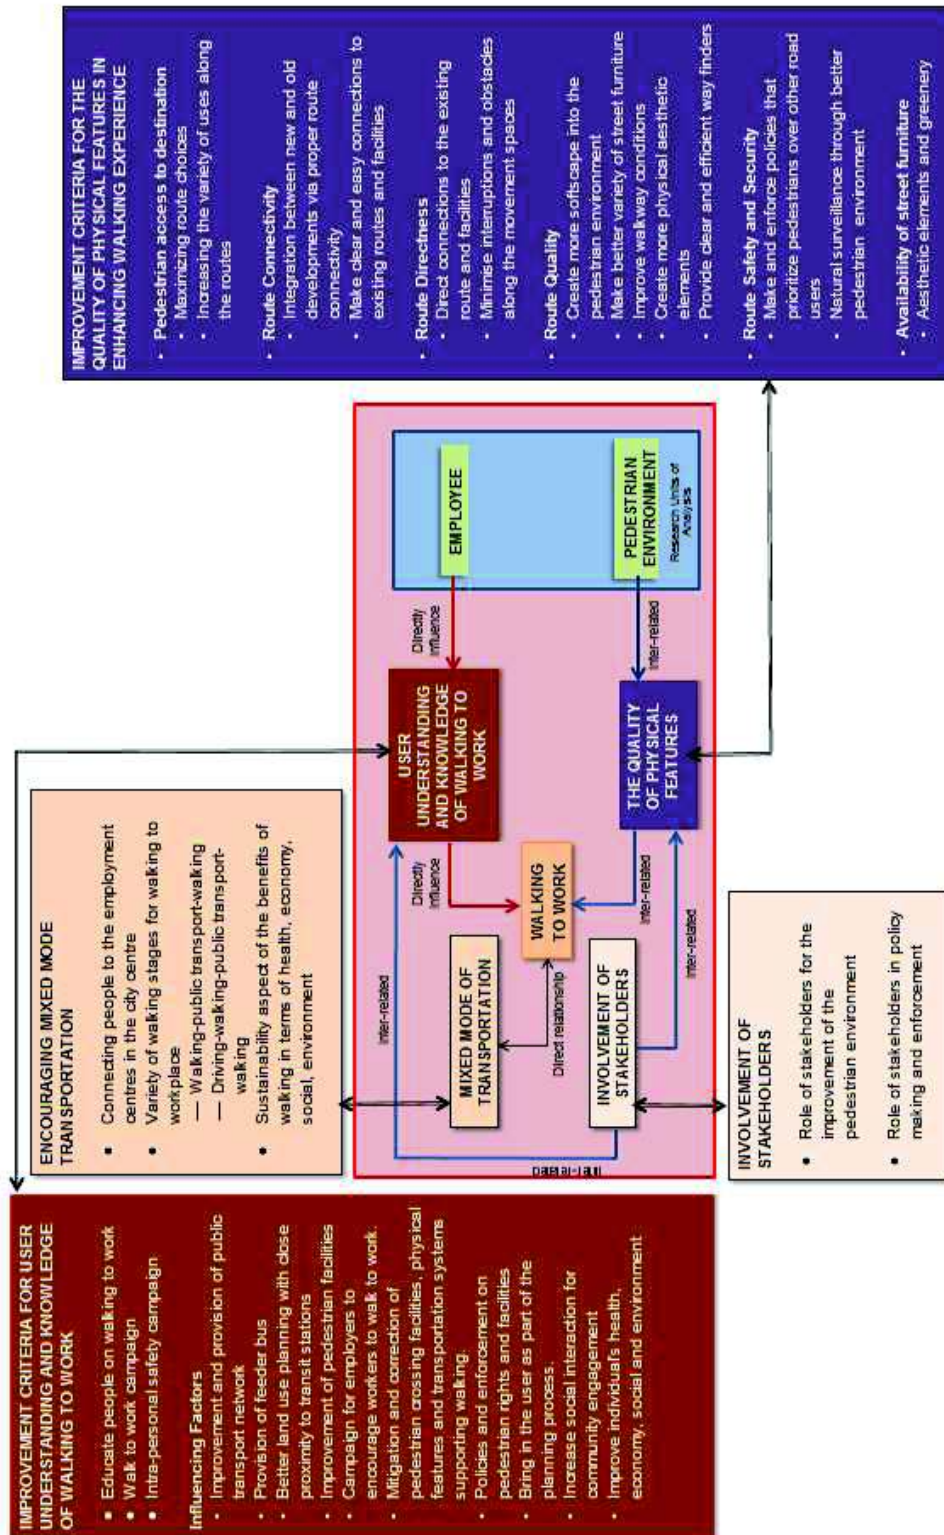 IMPROVEMENT CRITERIA FOR USER
UNDERSTANDING AND KNOWLEDGE
OF WALKING TO WORK
• Educate people on walking to work
• Walk to work campaign
• Intra-personal safety campaign
Influencing Factors
• Improvement and provision of public
transport network
• Provision of feeder bus
• Better land use planning with close
proximity to transit stations
• Improvement of pedestrian facilities
• Campaign for employers to
encourage workers to walk to work.
• Mitigation and correction of
pedestrian crossing facilities, physical
features and transportation systems
supporting walking.
• Policies and enforcement on
pedestrian rights and facilities
• Bring in the user as part of the
planning process.
• Increase social interaction for
community engagement
• Improve individual's health,
economy, social and environment
ENCOURAGING MIXED MODE
TRANSPORTATION
• Connecting people to the employment
centres in the city centre
• Variety of walking stages for walking to
workplace
— Walking-public transport-walking
— Driving-walking-public transport-
walking
• Sustainability aspect of the benefits of
walking in terms of health, economy,
social, environment
INVOLVEMENT OF
STAKEHOLDERS
• Role of stakeholders for the
improvement of the
pedestrian environment
• Role of stakeholders in policy
making and enforcement
Inter-related
Inter-related
MIXED MODE OF
TRANSPORTATION
Direct relationship
INVOLVEMENT OF
STAKEHOLDERS
Inter-related
WALKING
TO WORK
Directly
Influence
Inter-related
USER
UNDERSTANDING
AND KNOWLEDGE
OF WALKING TO
WORK
THE QUALITY
OF PHYSICAL
FEATURES
Directly
Influence
Inter-related
EMPLOYEE
PEDESTRIAN
ENVIRONMENT
Research Units of
Analysis
IMPROVEMENT CRITERIA FOR THE
QUALITY OF PHYSICAL FEATURES IN
ENHANCING WALKING EXPERIENCE
• Pedestrian access to destination
• Maximizing route choices
• Increasing the variety of uses along
the routes
• Route Connectivity
• Integration between new and old
developments via proper route
connectivity
• Make clear and easy connections to
existing routes and facilities
• Route Directness
• Direct connections to the existing
route and facilities
• Minimise interruptions and obstacles
along the movement spaces
• Route Quality
• Create more softscape into the
pedestrian environment
• Make better variety of street furniture
• Improve walkway conditions
• Create more physical aesthetic
elements
• Provide clear and efficient way finders
• Route Safety and Security
• Make and enforce policies that
prioritize pedestrians over other road
users
• Natural surveillance through better
pedestrian environment
• Availability of street furniture
• Aesthetic elements and greenery